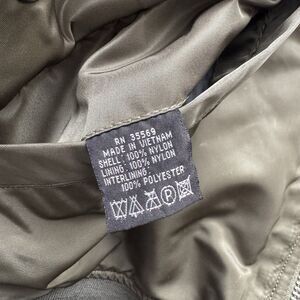 RN 35569
MADE IN VIETNAM
SHELL: 100% NYLON
LINING: 100% NYLON
INTERLINING:
100% POLYESTER